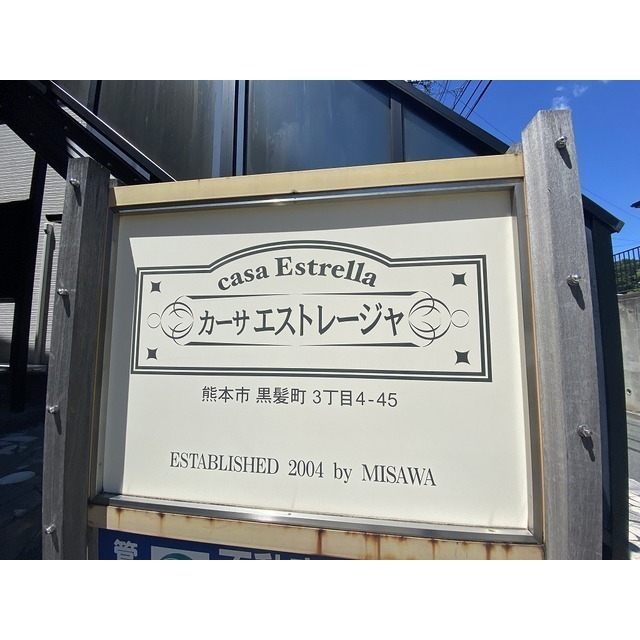 casa Estrella
カーサ エストレージャ
熊本市 黒髪町 3丁目4-45
ESTABLISHED 2004 by MISAWA
管